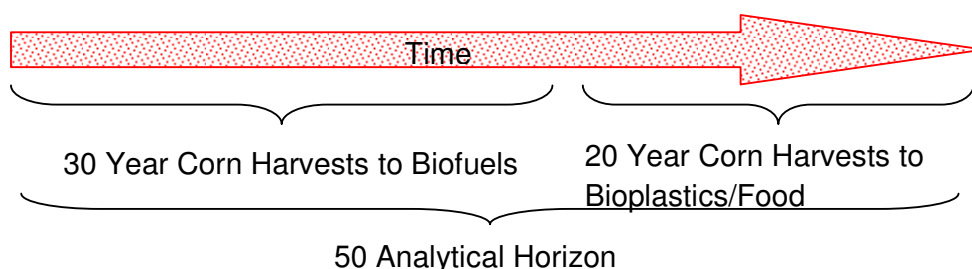 Time
30 Year Corn Harvests to Biofuels
20 Year Corn Harvests to
Bioplastics/Food
50 Analytical Horizon